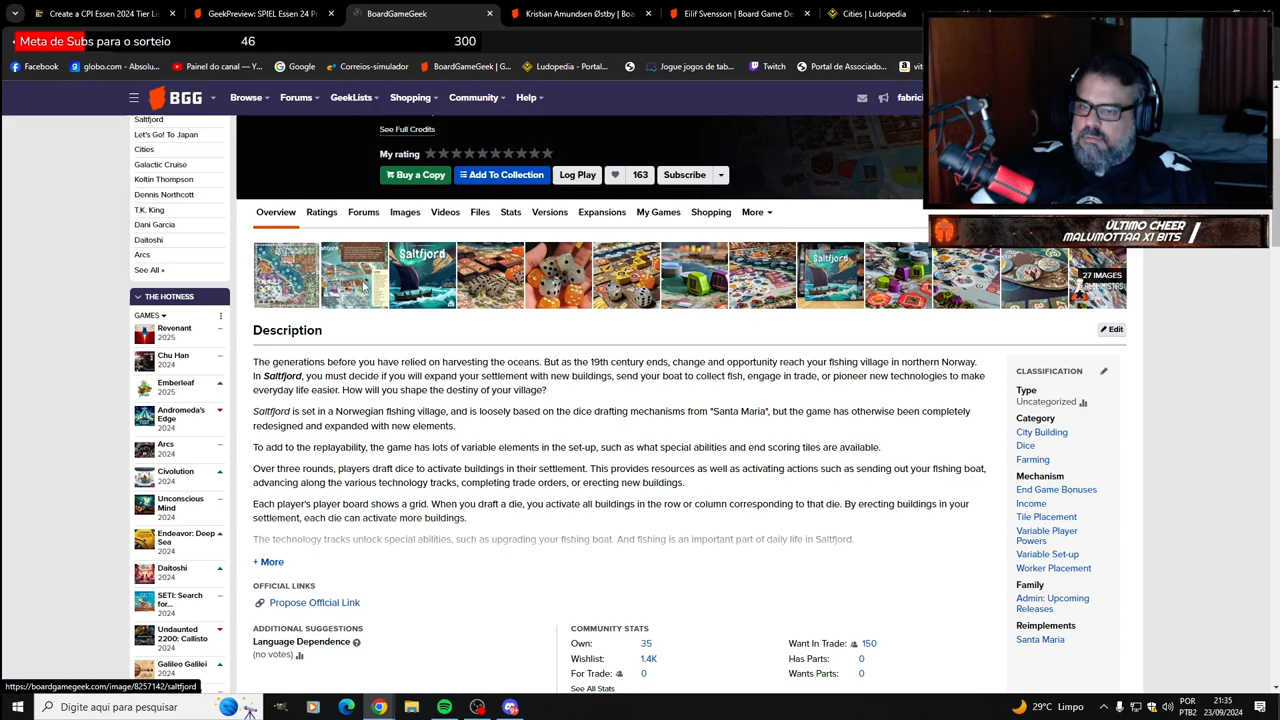 Ess: CPI Essen 24 Tier Lis
GeekPreview: SPIEL Essen 24 Pr
BoardGameGeek
Kristian Amundsen Østby | Boa
Eilif Svensson | Board Game De
Cities | Ludopedia
Meta de Subs para o sorteio 46 300
Facebook globo.com - Absolu... Painel do canal — T... Google Correios-simulador BoardGameGeek | G... Ludopedia - Portal... Jogue jogos de tab... Twitch Portal de Associado...
BGG Browse Forums GeekLists Shopping Community Help fabrici
Saltfjord
Let's Go! To Japan
Cities
Galactic Cruise
Koltin Thompson
Dennis Northcott
T.K. King
Dani Garcia
Daitoshi
Arcs
See All »
See Full Credits
My rating
Buy a Copy Add To Collection Log Play 163 Subscribe
Overview Ratings Forums Images Videos Files Stats Versions Expansions My Games Shopping More
ÚLTIMO CHEER
MALUMOTTAA X1 BITS
Saltfjord
27 IMAGES
THE HOTNESS
GAMES
Revenant
2025
Chu Han
2024
Emberleaf
2025
Andromeda's
Edge
2024
Arcs
2024
Civolution
2024
Unconscious
Mind
2024
Endeavor: Deep
Sea
2024
Daitoshi
2024
SETI: Search
for...
2024
Undaunted
2200: Callisto
2024
Galileo Galilei
2024
Description
Edit
The generations before you have relied on harvesting the oceans. But as the 19th century ends, change and opportunity reach your fishing village in northern Norway.
In Saltfjord, you must decide if you will expand your settlement with new buildings, send your boat to collect fish, engage in trade, or pioneer new technologies to make
everyday life easier. How will you shape the destiny of your village?
Saltfjord is set in a Norwegian fishing village, and is loosely based on the dice drafting mechanisms from "Santa Maria", but the game has otherwise been completely
redesigned and expanded with new elements.
To add to the replayability, the game has lots of variable elements in the set-up, such as what special abilities and end scoring tiles are available.
Over three rounds, players draft dice to activate buildings in their settlement. This provides resources as well as activating actions such as sending out your fishing boat,
advancing along the various technology tracks, completing trade orders, or erecting new buildings.
Each player's player board shows a grid. When you draft a die, you activate all buildings in the row or column corresponding to that die. By erecting buildings in your
settlement, each die can activate more buildings.
The technology tracks unlock special abilities, such as upgrading your fishing boat. And fishing is an important part of daily life in Saltfjord.
+ More
OFFICIAL LINKS
Propose Official Link
ADDITIONAL SUGGESTIONS
Language Dependence
(no votes)
COMMUNITY STATS
Own: 35
Wishlist: 1.4K
For Trade: 0
See All Stats
Want In Trade: 150
Has Parts: 0
Wants Parts: 0
CLASSIFICATION
Type
Uncategorized
Category
City Building
Dice
Farming
Mechanism
End Game Bonuses
Income
Tile Placement
Variable Player
Powers
Variable Set-up
Worker Placement
Family
Admin: Upcoming
Releases
Reimplements
Santa Maria
https://boardgamegeek.com/image/8257142/saltfjord
Digite aqui para pesquisar
29°C Limpo
POR
PTB2
21:35
23/09/2024